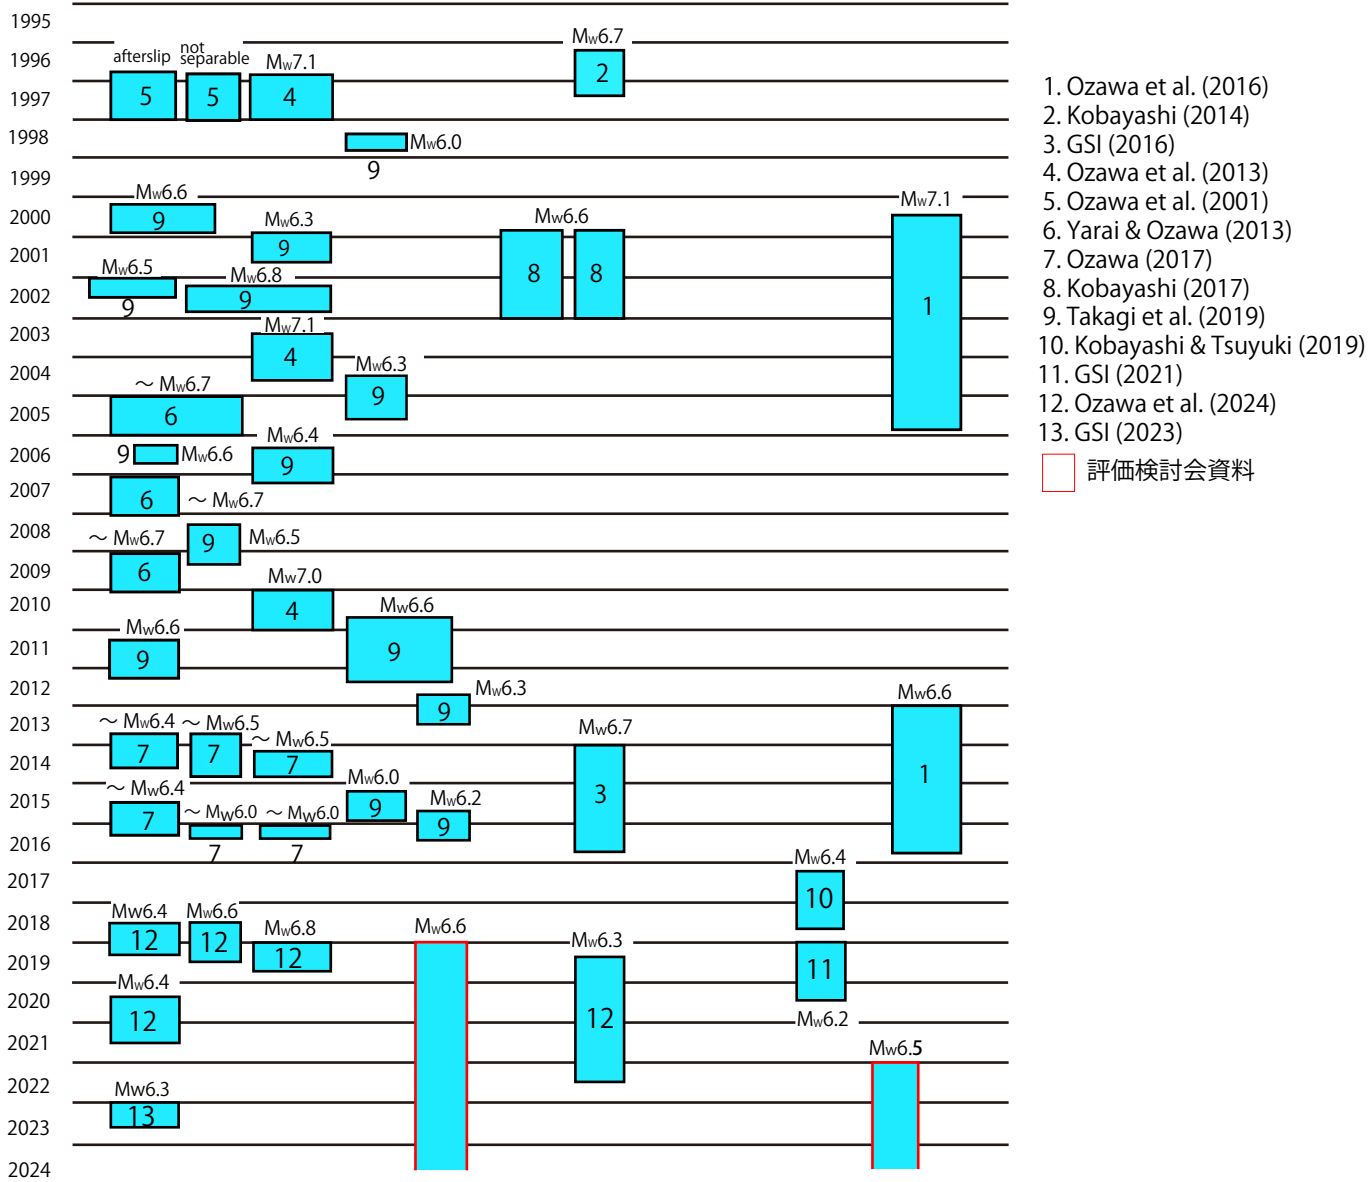 1995
1996
1997
1998
1999
2000
2001
2002
2003
2004
2005
2006
2007
2008
2009
2010
2011
2012
2013
2014
2015
2016
2017
2018
2019
2020
2021
2022
2023
2024
afterslip
not
separable
Mw7.1
Mw6.7
5
5
4
2
Mw6.0
9
Mw6.6
9
Mw6.3
9
Mw6.6
8
8
Mw7.1
1
Mw6.5
9
Mw6.8
9
Mw7.1
4
Mw6.3
9
～ Mw6.7
6
9
Mw6.6
Mw6.4
9
6
～ Mw6.7
9
Mw6.5
～ Mw6.7
6
Mw7.0
4
Mw6.6
9
Mw6.6
9
Mw6.3
9
Mw6.6
1
～ Mw6.4
7
～ Mw6.5
7
～ Mw6.5
7
Mw6.7
3
～ Mw6.4
7
～ Mw6.0
7
～ Mw6.0
7
Mw6.0
9
Mw6.2
9
Mw6.4
10
Mw6.4
12
Mw6.6
12
Mw6.8
12
Mw6.6
Mw6.3
12
11
Mw6.2
Mw6.4
12
Mw6.5
Mw6.3
13
1. Ozawa et al. (2016)
2. Kobayashi (2014)
3. GSI (2016)
4. Ozawa et al. (2013)
5. Ozawa et al. (2001)
6. Yarai & Ozawa (2013)
7. Ozawa (2017)
8. Kobayashi (2017)
9. Takagi et al. (2019)
10. Kobayashi & Tsuyuki (2019)
11. GSI (2021)
12. Ozawa et al. (2024)
13. GSI (2023)
評価検討会資料